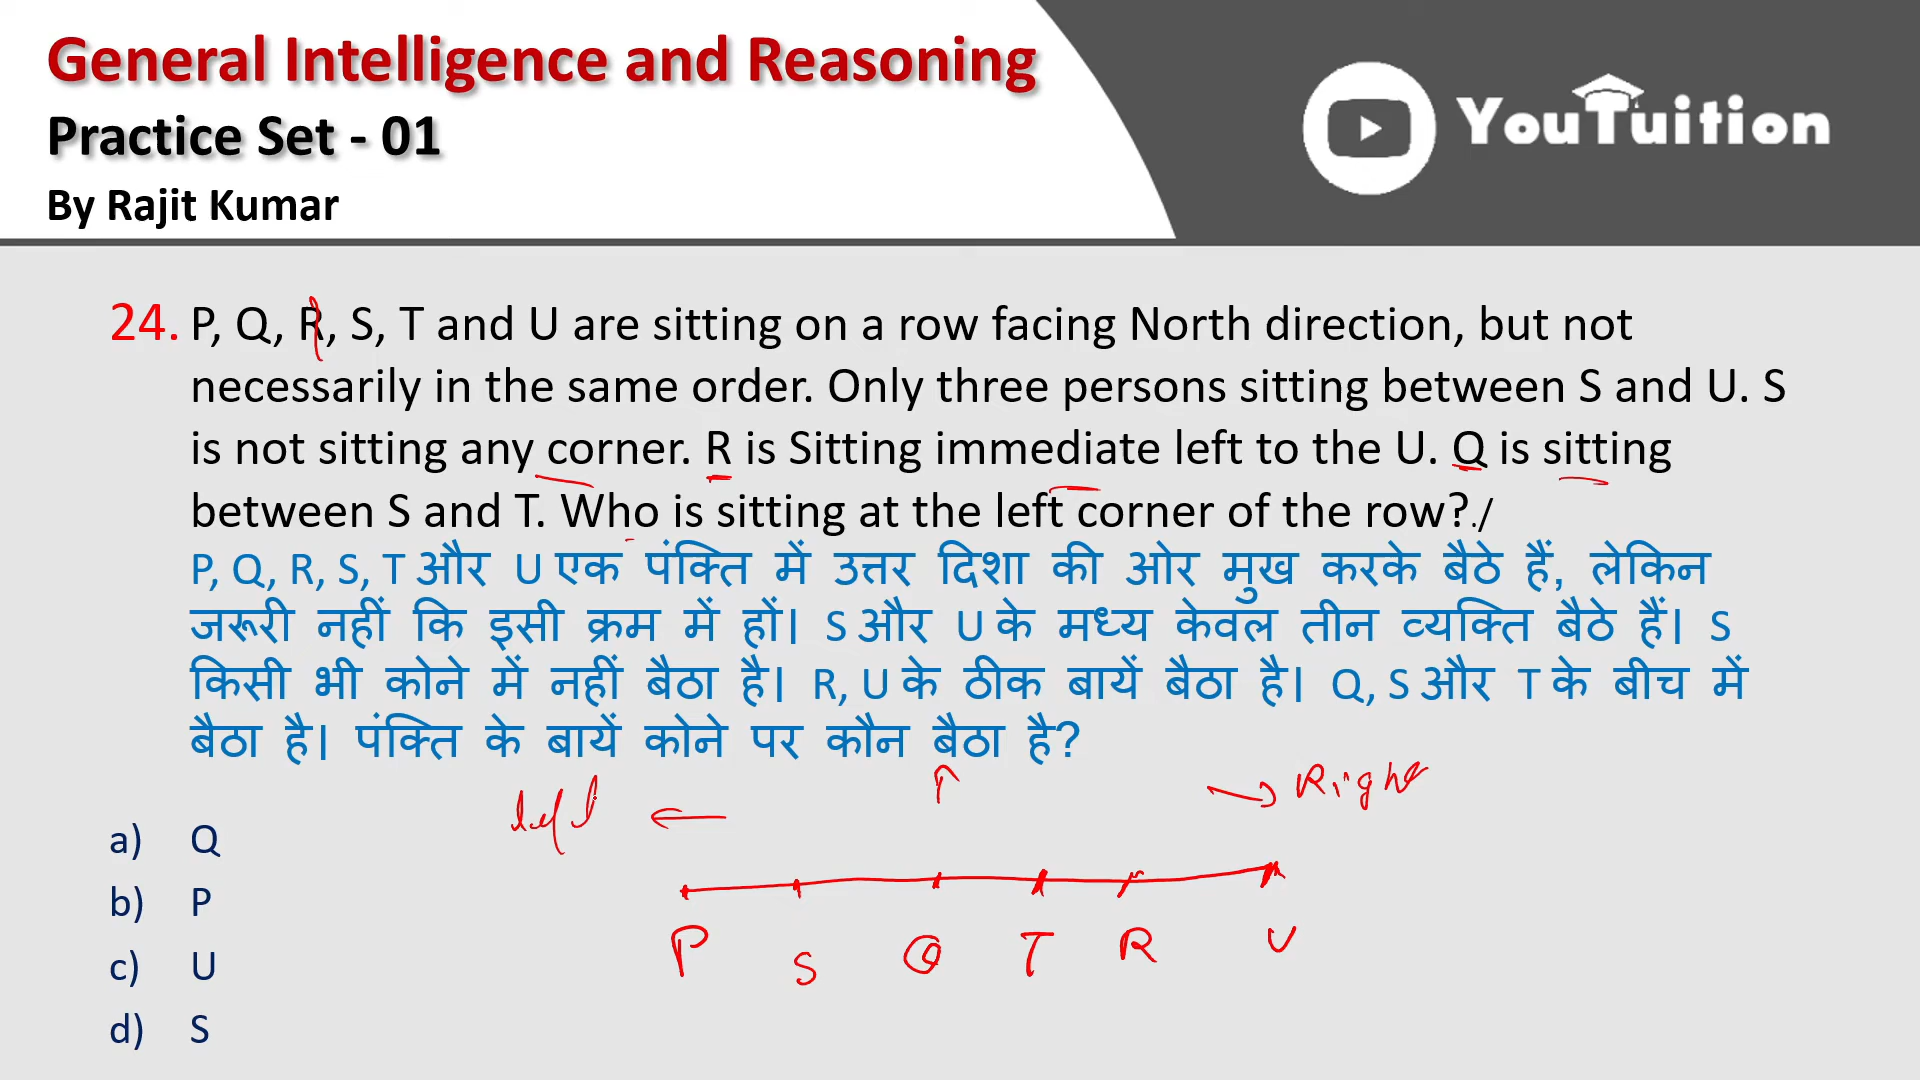 General Intelligence and Reasoning
Practice Set - 01
By Rajit Kumar
YouTuition
24. P, Q, R, S, T and U are sitting on a row facing North direction, but not
necessarily in the same order. Only three persons sitting between S and U. S
is not sitting any corner. R is Sitting immediate left to the U. Q is sitting
between S and T. Who is sitting at the left corner of the row?./
P, Q, R, S, T और U एक पंक्ति में उत्तर दिशा की ओर मुख करके बैठे हैं, लेकिन
जरूरी नहीं कि इसी क्रम में हों। S और U के मध्य केवल तीन व्यक्ति बैठे हैं। S
किसी भी कोने में नहीं बैठा है। R, U के ठीक बायें बैठा है। Q, S और T के बीच में
बैठा है। पंक्ति के बायें कोने पर कौन बैठा है?
left Right
a) Q
b) P
c) U
d) S
P S Q T R U